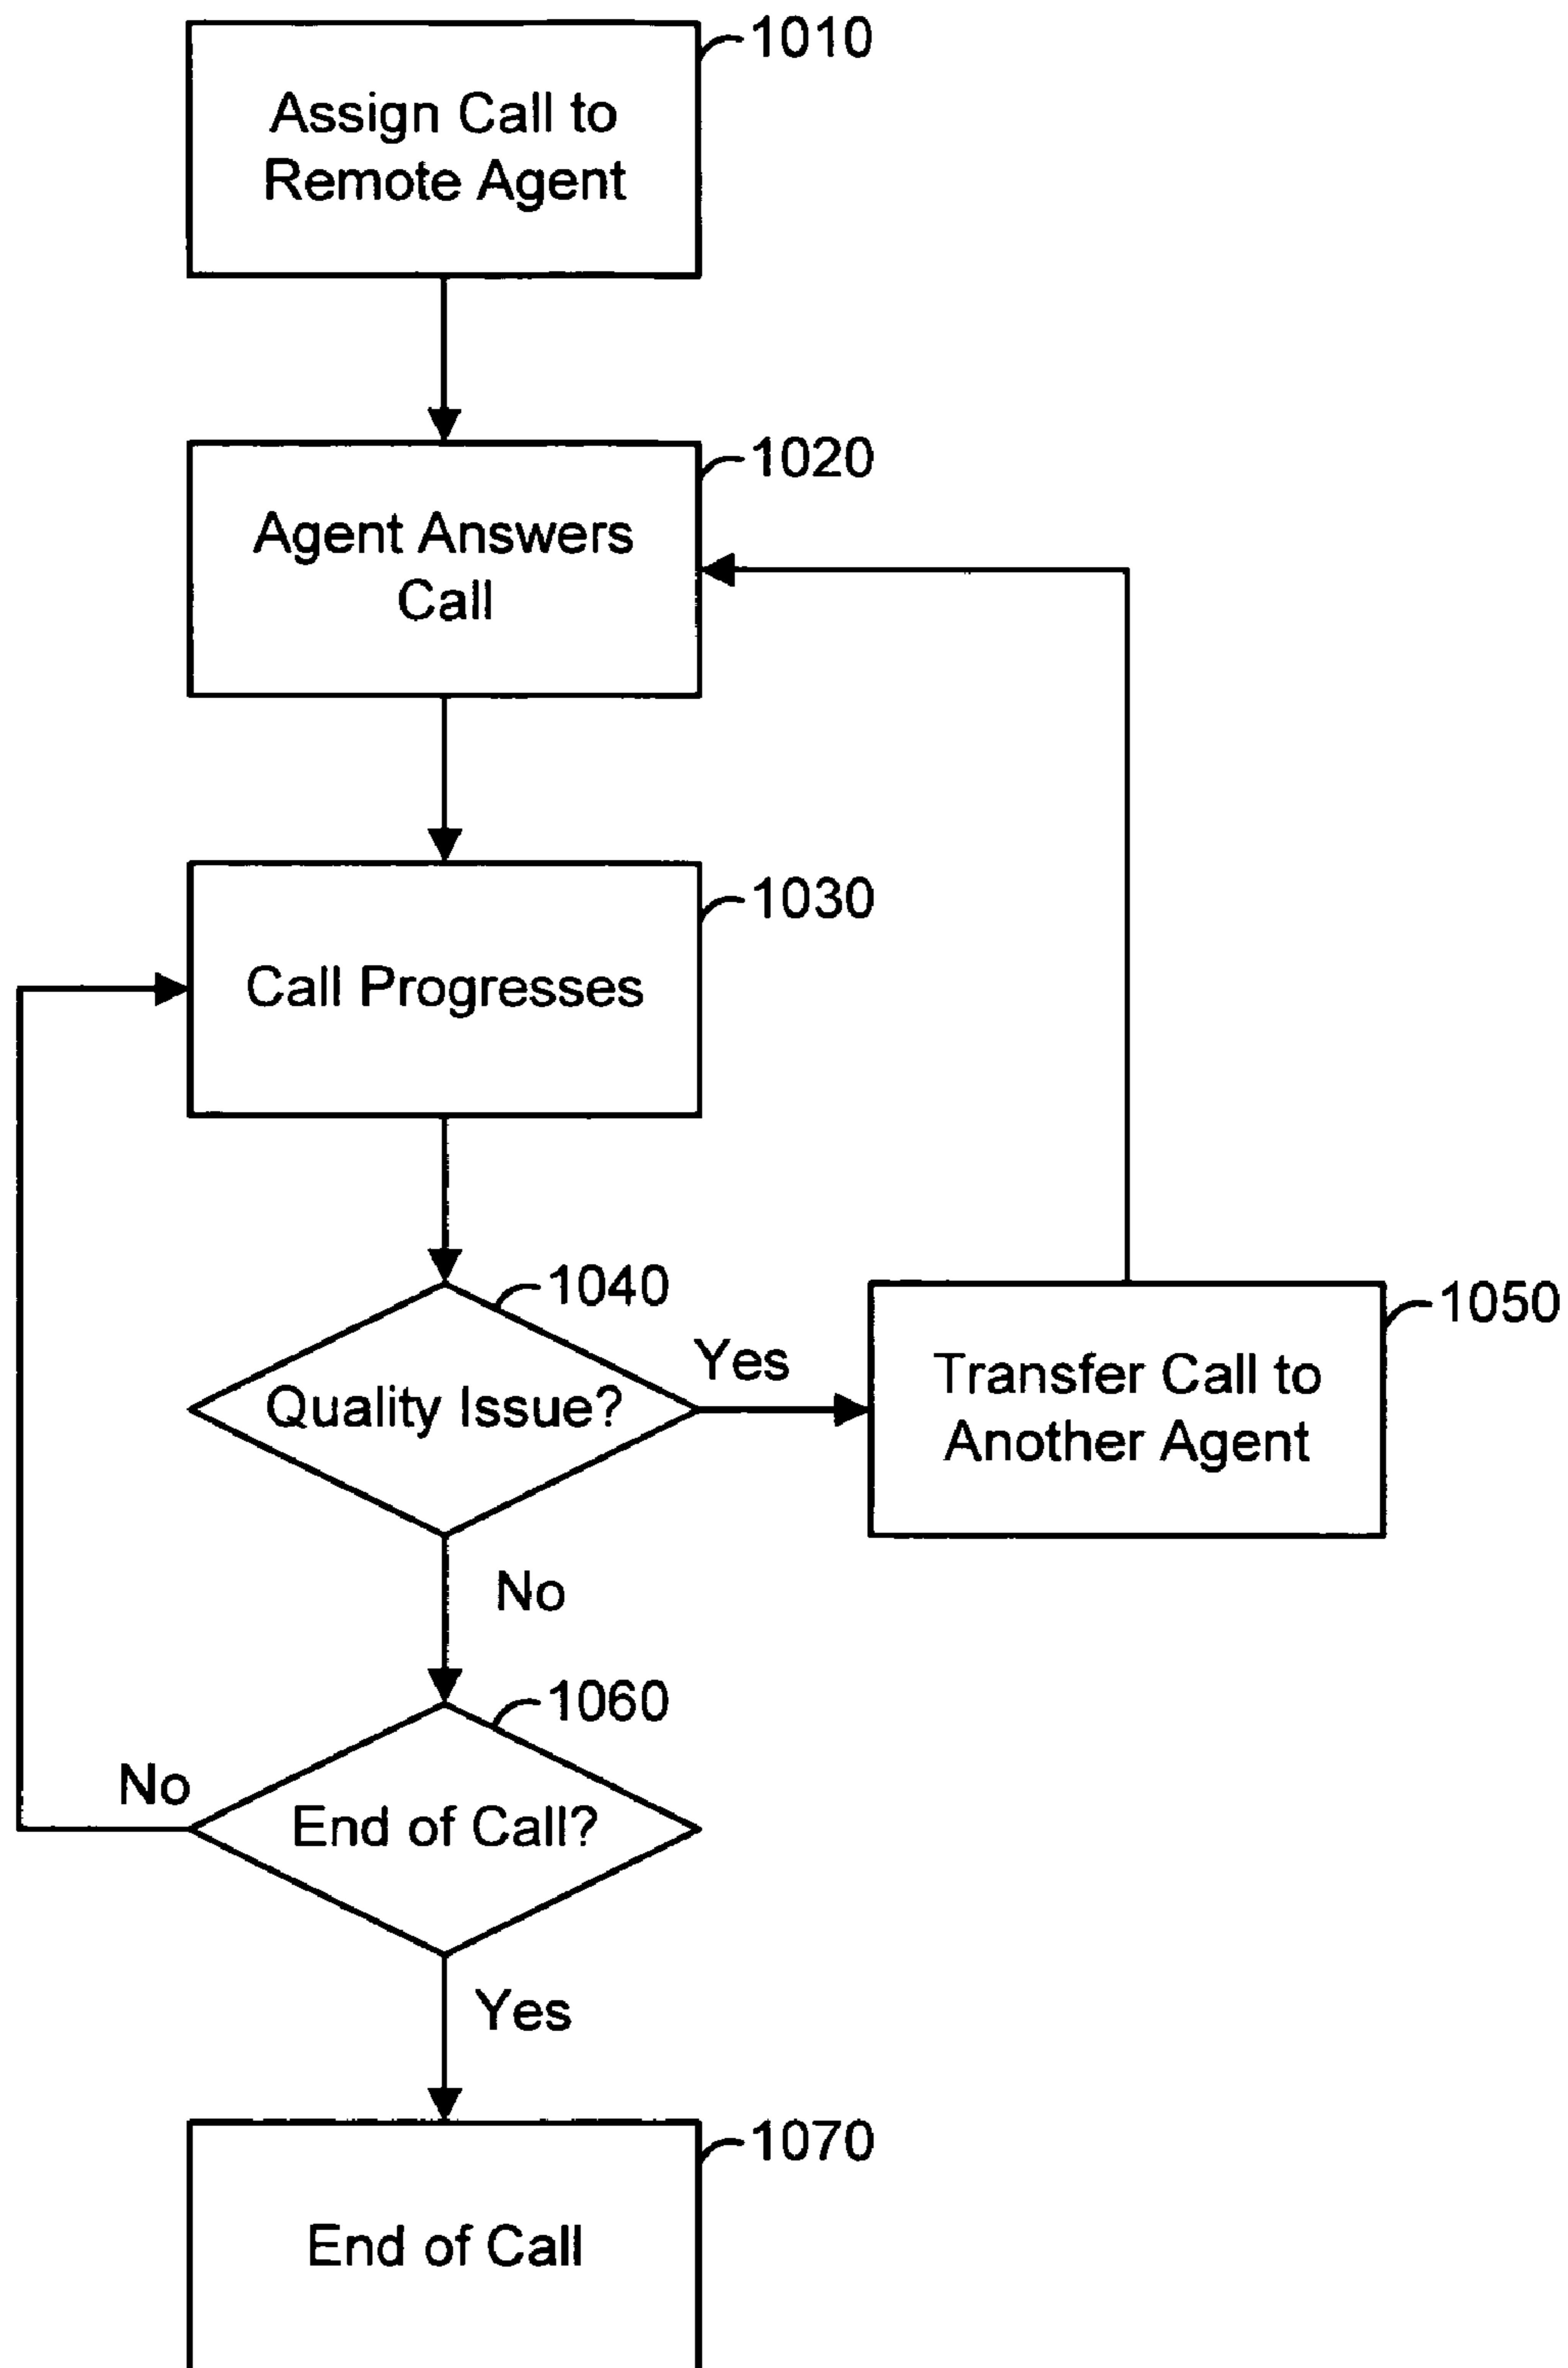 1010
Assign Call to
Remote Agent
1020
Agent Answers
Call
1030
Call Progresses
1040
Quality Issue?
Yes
1050
Transfer Call to
Another Agent
No
1060
No
End of Call?
Yes
1070
End of Call